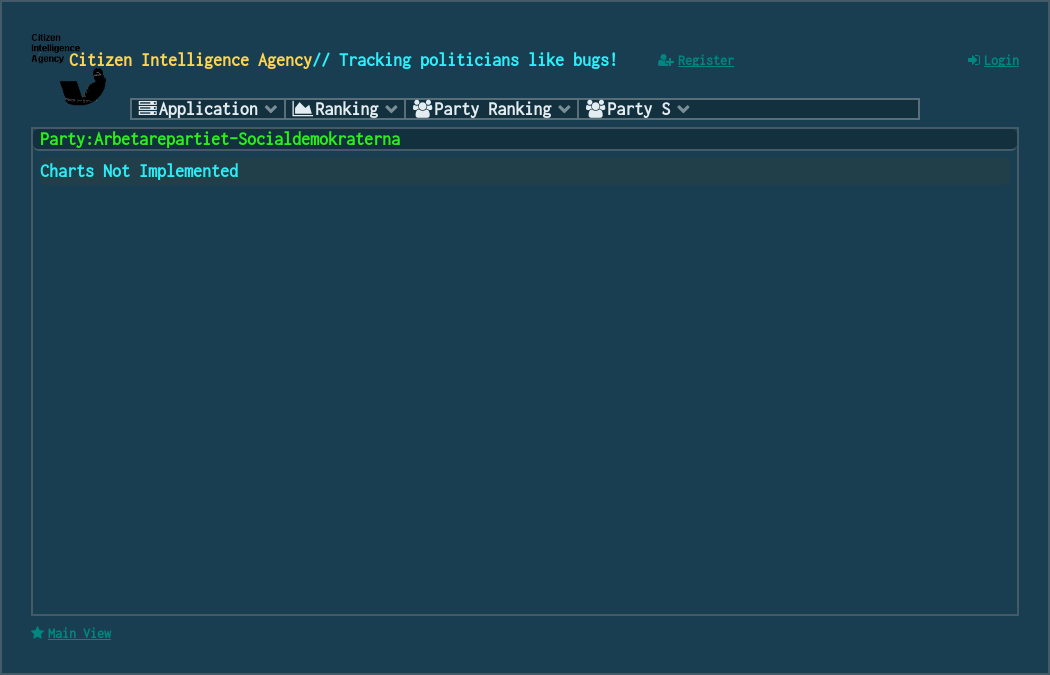 Citizen
Intelligence
Agency
Citizen Intelligence Agency// Tracking politicians like bugs!
Register
Login
Application
Ranking
Party Ranking
Party S
Party:Arbetarepartiet-Socialdemokraterna
Charts Not Implemented
Main View